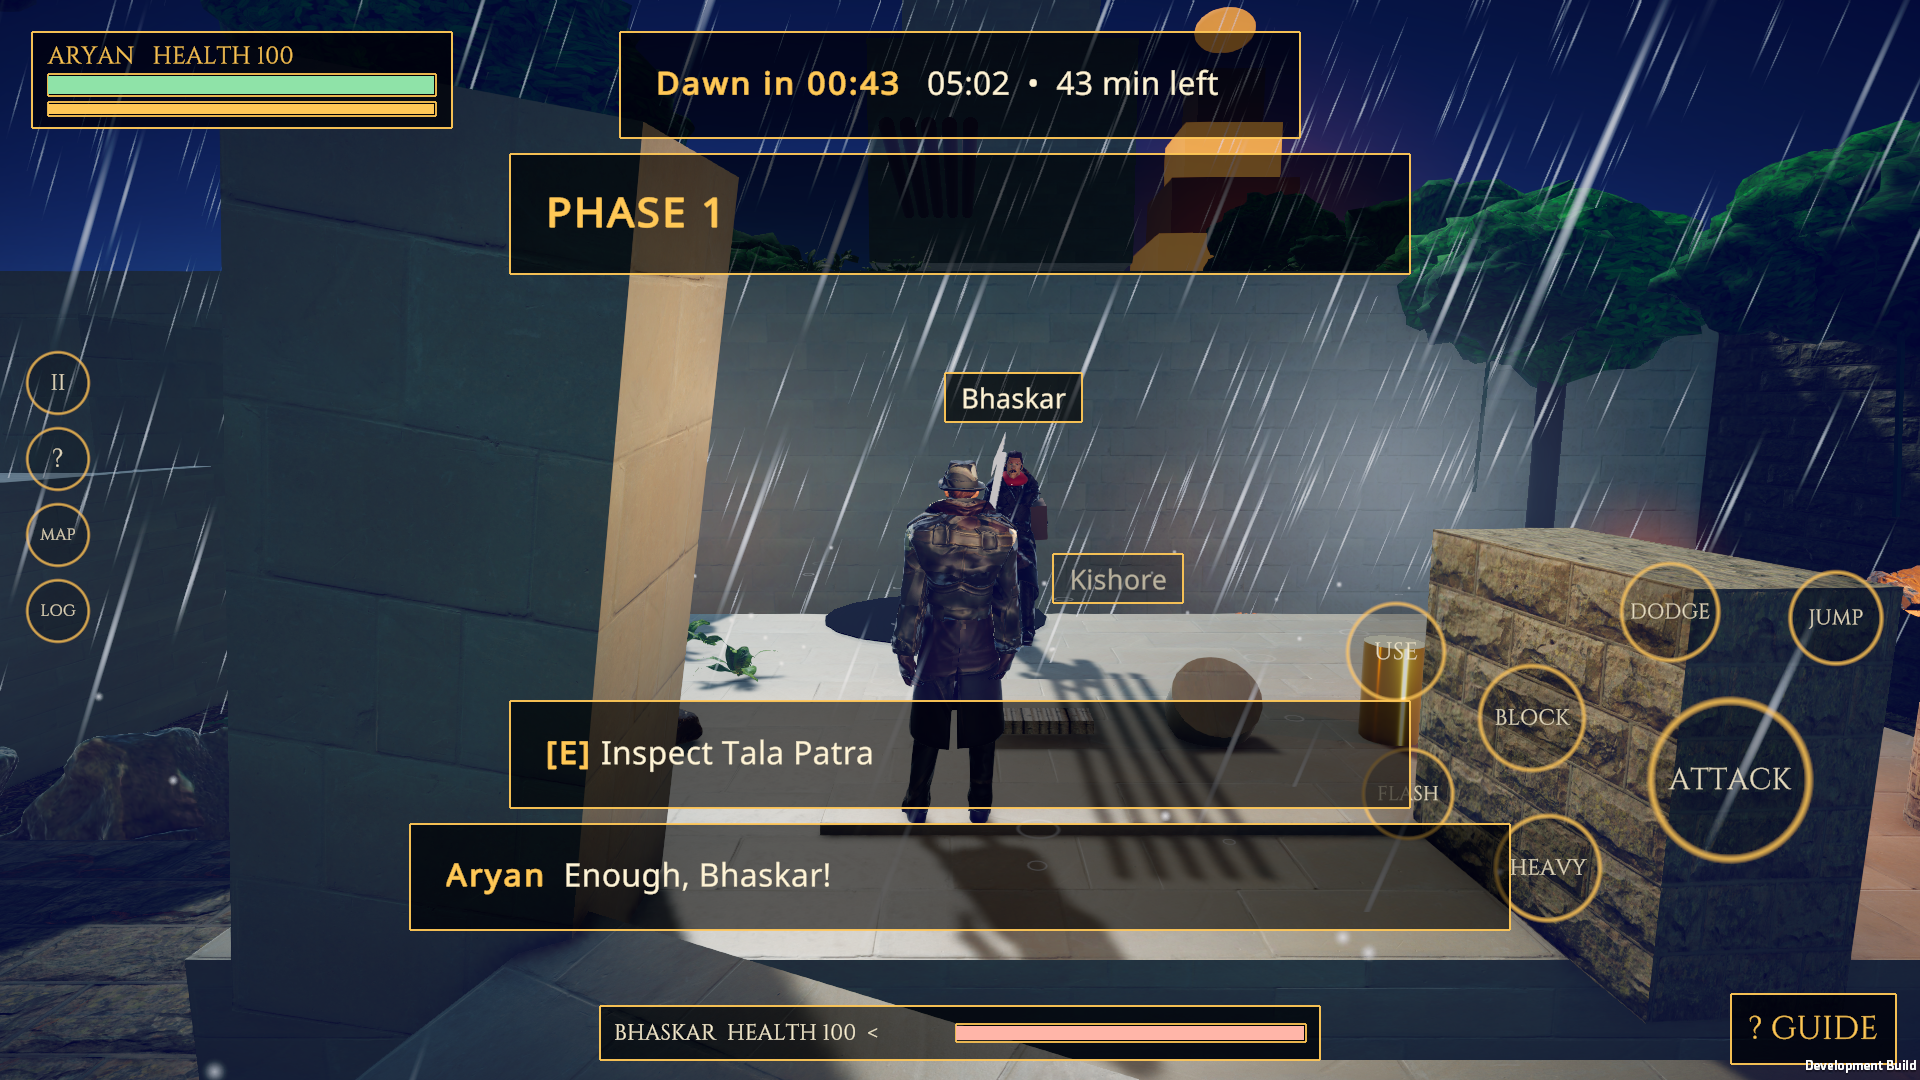 ARYAN HEALTH 100
Dawn in 00:43 05:02 • 43 min left
PHASE 1
II
?
MAP
LOG
Bhaskar
Kishore
USE
DODGE
JUMP
BLOCK
ATTACK
FLASH
HEAVY
[E] Inspect Tala Patra
Aryan Enough, Bhaskar!
BHASKAR HEALTH 100 <
? GUIDE
Development Build